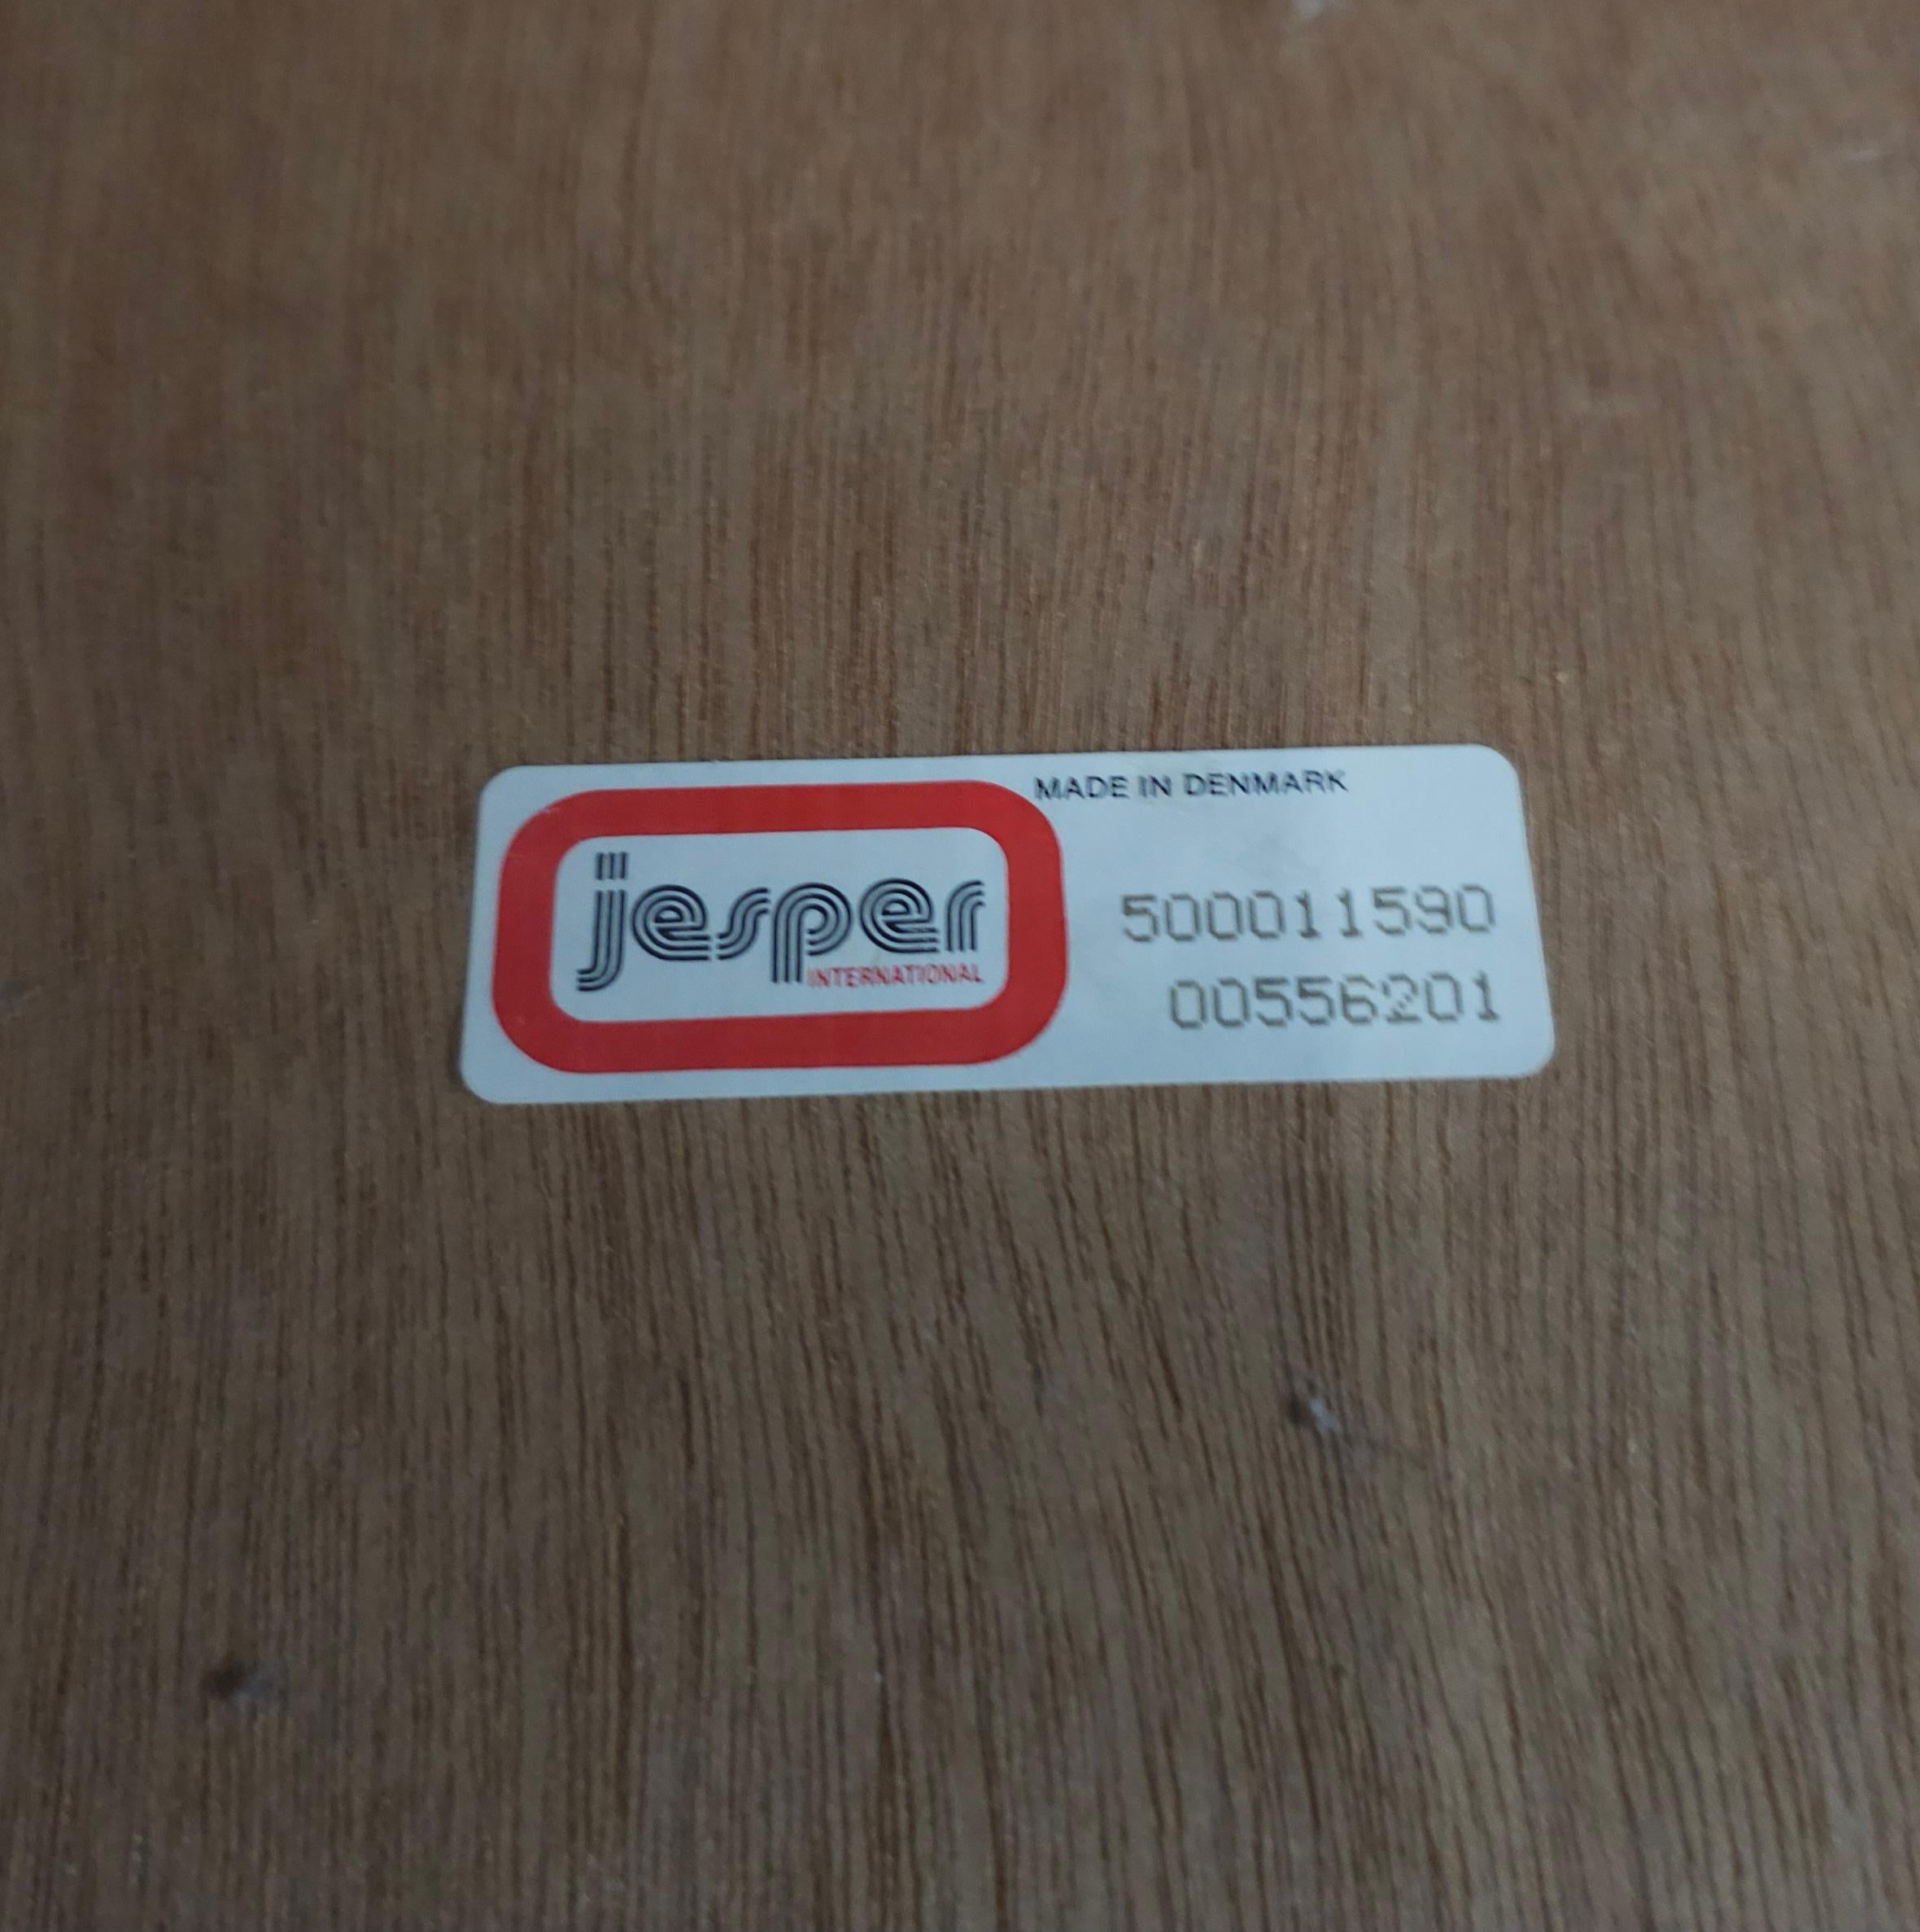 jesper
INTERNATIONAL
MADE IN DENMARK
500011590
00556201